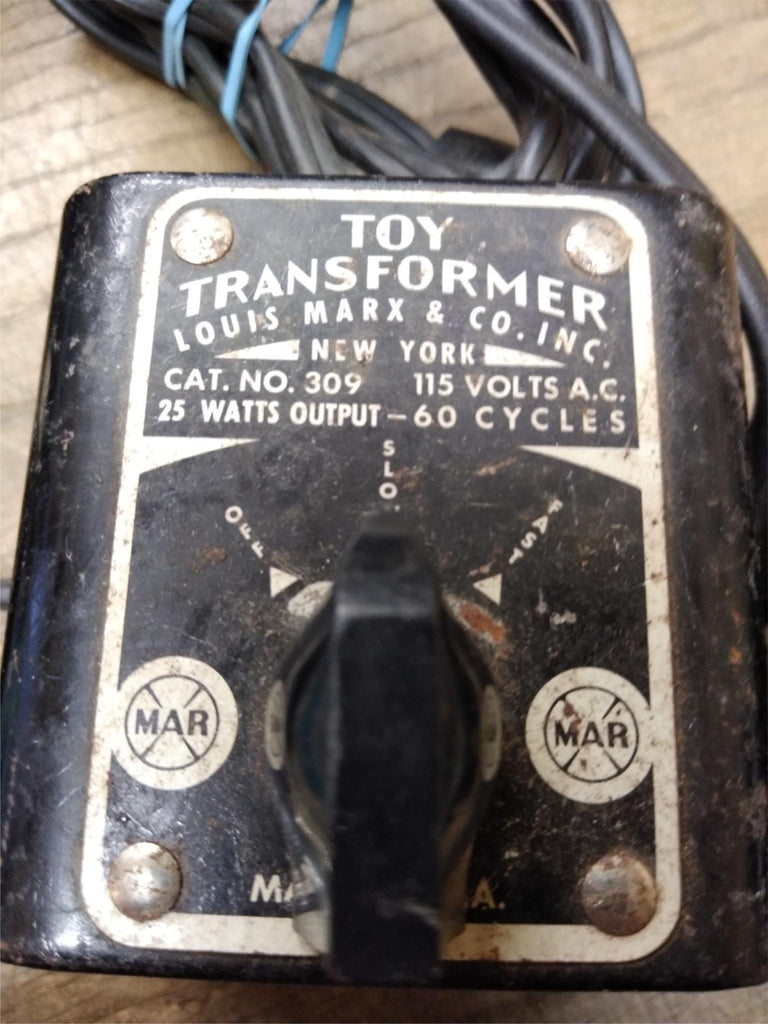 TOY
TRANSFORMER
LOUIS MARX & CO. INC.
NEW YORK
CAT. NO. 309 115 VOLTS A.C.
25 WATTS OUTPUT – 60 CYCLES
SLO
OFF
FAST
MAR
MAR
MA A.